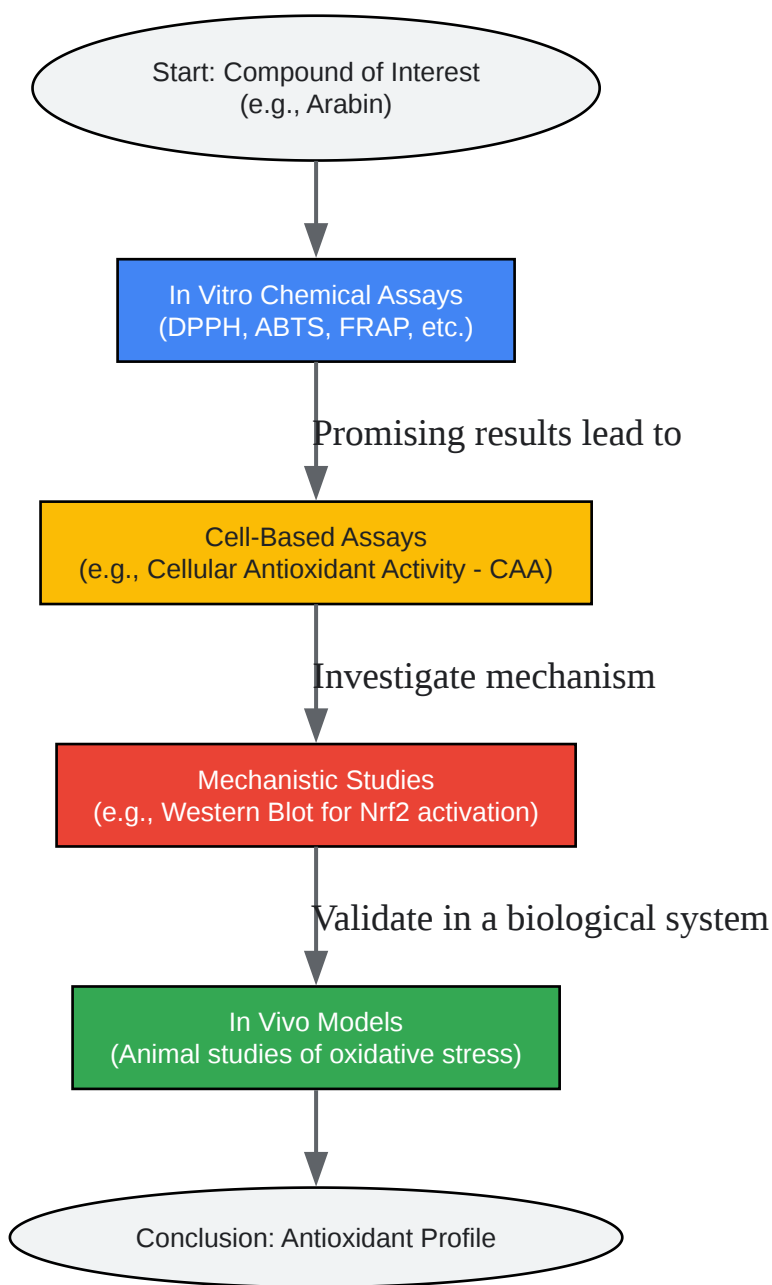 Start: Compound of Interest
(e.g., Arabin)
In Vitro Chemical Assays
(DPPH, ABTS, FRAP, etc.)
Promising results lead to
Cell-Based Assays
(e.g., Cellular Antioxidant Activity - CAA)
Investigate mechanism
Mechanistic Studies
(e.g., Western Blot for Nrf2 activation)
Validate in a biological system
In Vivo Models
(Animal studies of oxidative stress)
Conclusion: Antioxidant Profile